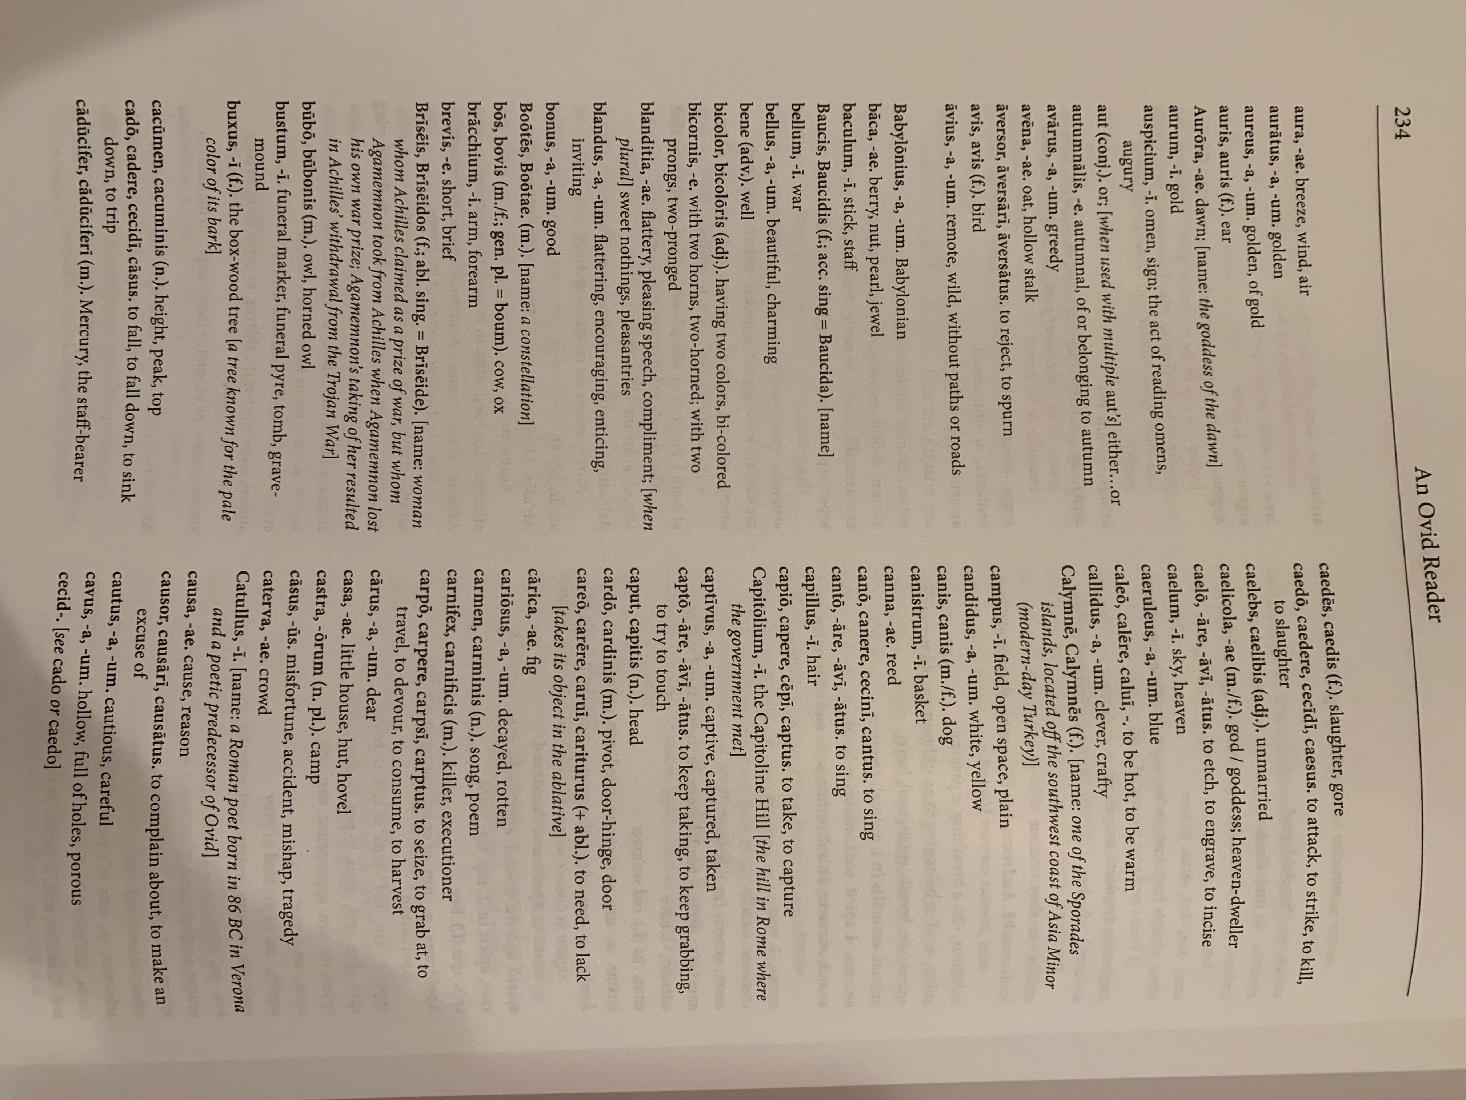 234
An Ovid Reader
aura, -ae. breeze, wind, air
aurātus, -a, -um. golden
aureus, -a, -um. golden, of gold
auris, auris (f.). ear
Aurōra, -ae. dawn; [name: the goddess of the dawn]
aurum, -ī. gold
auspicium, -ī. omen, sign; the act of reading omens,
augury
aut (conj.). or; [when used with multiple aut's] either…or
autumnālis, -e. autumnal, of or belonging to autumn
avārus, -a, -um. greedy
avēna, -ae. oat, hollow stalk
āversor, āversārī, āversātus. to reject, to spurn
avis, avis (f.). bird
āvius, -a, -um. remote, wild, without paths or roads
Babylōnius, -a, -um. Babylonian
bāca, -ae. berry, nut, pearl, jewel
baculum, -ī. stick, staff
Baucis, Baucidis (f.; acc. sing = Baucida). [name]
bellum, -ī. war
bellus, -a, -um. beautiful, charming
bene (adv.). well
bicolor, bicolōris (adj.). having two colors, bi-colored
bicornis, -e. with two horns, two-horned; with two
prongs, two-pronged
blanditia, -ae. flattery, pleasing speech, compliment; [when
plural] sweet nothings, pleasantries
blandus, -a, -um. flattering, encouraging, enticing,
inviting
bonus, -a, -um. good
Boōtēs, Boōtae. (m.). [name: a constellation]
bōs, bovis (m./f.; gen. pl. = boum). cow, ox
brācchium, -i. arm, forearm
brevis, -e. short, brief
Brīsēis, Brīsēidos (f.; abl. sing. = Brīsēide). [name: woman
whom Achilles claimed as a prize of war, but whom
Agamemnon took from Achilles when Agamemnon lost
his own war prize; Agamemnon's taking of her resulted
in Achilles' withdrawal from the Trojan War]
būbō, būbonis (m.). owl, horned owl
bustum, -ī. funeral marker, funeral pyre, tomb, grave-
mound
buxus, -ī (f.). the box-wood tree [a tree known for the pale
color of its bark]
cacūmen, cacuminis (n.). height, peak, top
cadō, cadere, cecidī, cāsus. to fall, to fall down, to sink
down, to trip
cādūcifer, cādūciferī (m.). Mercury, the staff-bearer
caedēs, caedis (f.). slaughter, gore
caedō, caedere, cecīdī, caesus. to attack, to strike, to kill,
to slaughter
caelebs, caelibis (adj.). unmarried
caelicola, -ae (m./f.). god / goddess; heaven-dweller
caelō, -āre, -āvī, -ātus. to etch, to engrave, to incise
caelum, -ī. sky, heaven
caeruleus, -a, -um. blue
caleō, calēre, caluī, -. to be hot, to be warm
callidus, -a, -um. clever, crafty
Calymnē, Calymnēs (f.). [name: one of the Sporades
islands, located off the southwest coast of Asia Minor
(modern-day Turkey)]
campus, -ī. field, open space, plain
candidus, -a, -um. white, yellow
canis, canis (m./f.). dog
canistrum, -ī. basket
canna, -ae. reed
canō, canere, cecinī, cantus. to sing
cantō, -āre, -āvī, -ātus. to sing
capillus, -ī. hair
capiō, capere, cēpī, captus. to take, to capture
Capitōlium, -ī. the Capitoline Hill [the hill in Rome where
the government met]
captīvus, -a, -um. captive, captured, taken
captō, -āre, -āvī, -ātus. to keep taking, to keep grabbing,
to try to touch
caput, capitis (n.). head
cardō, cardinis (m.). pivot, door-hinge, door
careō, carēre, caruī, cariturus (+ abl.). to need, to lack
[takes its object in the ablative]
cārica, -ae. fig
cariōsus, -a, -um. decayed, rotten
carmen, carminis (n.). song, poem
carnifex, carnificis (m.). killer, executioner
carpō, carpere, carpsī, carptus. to seize, to grab at, to
travel, to devour, to consume, to harvest
cārus, -a, -um. dear
casa, -ae. little house, hut, hovel
castra, -ōrum (n. pl.). camp
cāsus, -ūs. misfortune, accident, mishap, tragedy
caterva, -ae. crowd
Catullus, -ī. [name: a Roman poet born in 86 BC in Verona
and a poetic predecessor of Ovid]
causa, -ae. cause, reason
causor, causārī, causātus. to complain about, to make an
excuse of
cautus, -a, -um. cautious, careful
cavus, -a, -um. hollow, full of holes, porous
cecid-. [see cado or caedo]